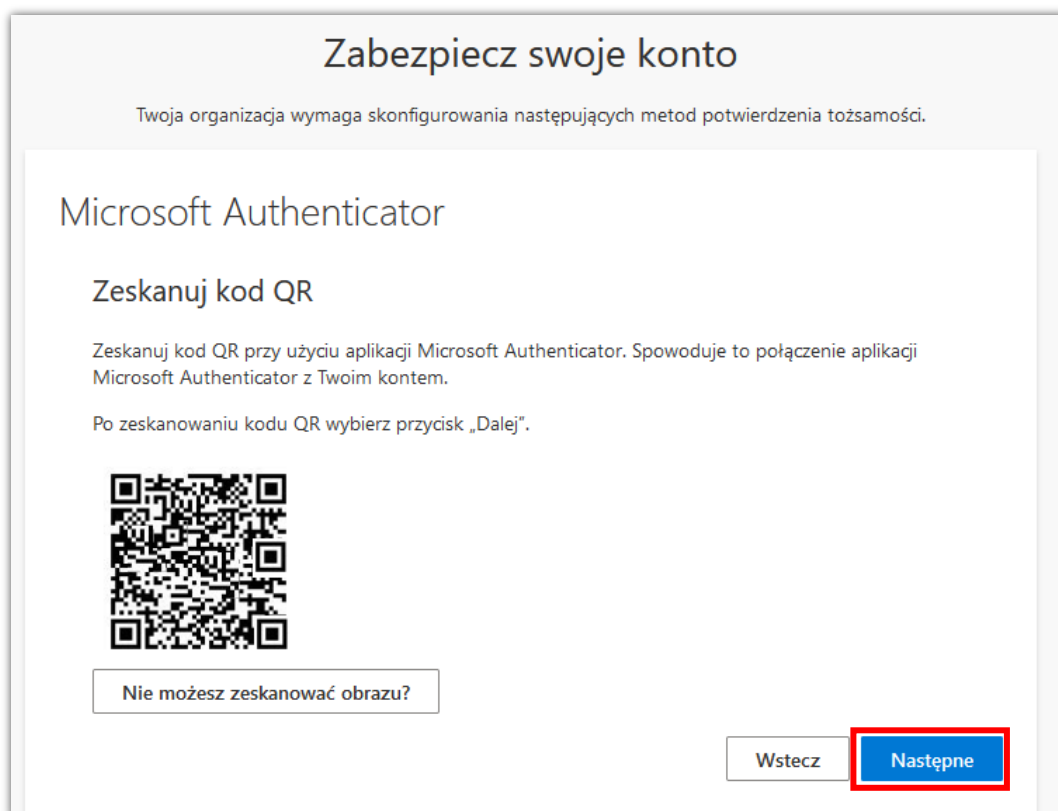 Zabezpiecz swoje konto
Twoja organizacja wymaga skonfigurowania następujących metod potwierdzenia tożsamości.
Microsoft Authenticator
Zeskanuj kod QR
Zeskanuj kod QR przy użyciu aplikacji Microsoft Authenticator. Spowoduje to połączenie aplikacji
Microsoft Authenticator z Twoim kontem.
Po zeskanowaniu kodu QR wybierz przycisk „Dalej”.
Nie możesz zeskanować obrazu?
Wstecz
Następne